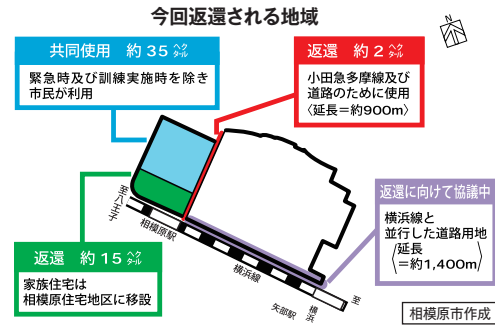 今回返還される地域
N
共同使用 約35ヘクタール
緊急時及び訓練実施時を除き
市民が利用
返還 約2ヘクタール
小田急多摩線及び
道路のために使用
〈延長=約900m〉
返還に向けて協議中
横浜線と
並行した道路用地
〈延長
=約1,400m〉
至八王子
相模原駅
横浜線
矢部駅
横浜
至
返還 約15ヘクタール
家族住宅は
相模原住宅地区に移設
相模原市作成